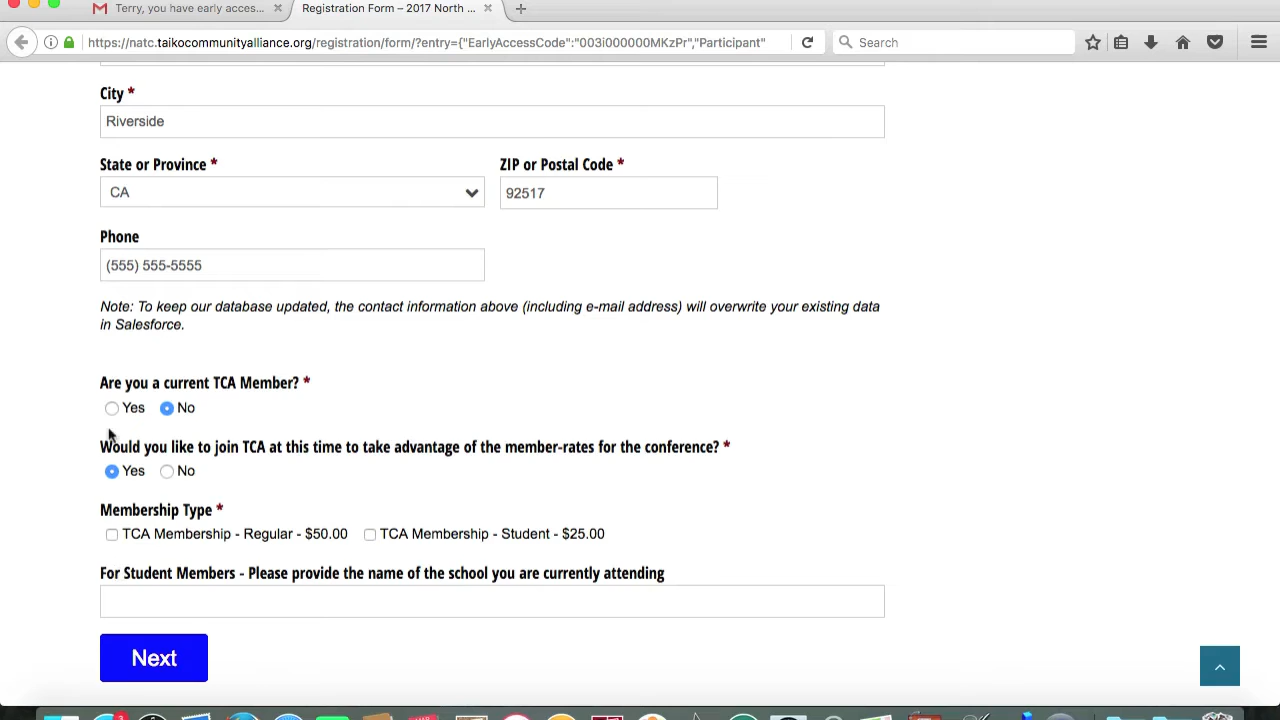 Terry, you have early acces...
Registration Form – 2017 North ...
https://natc.taikocommunityalliance.org/registration/form/?entry={"EarlyAccessCode":"003i000000MKzPr","Participant"
Search
City *
Riverside
State or Province *
ZIP or Postal Code *
CA
92517
Phone
(555) 555-5555
Note: To keep our database updated, the contact information above (including e-mail address) will overwrite your existing data
in Salesforce.
Are you a current TCA Member? *
Yes
No
Would you like to join TCA at this time to take advantage of the member-rates for the conference? *
Yes
No
Membership Type *
TCA Membership - Regular - $50.00
TCA Membership - Student - $25.00
For Student Members - Please provide the name of the school you are currently attending
Next
3